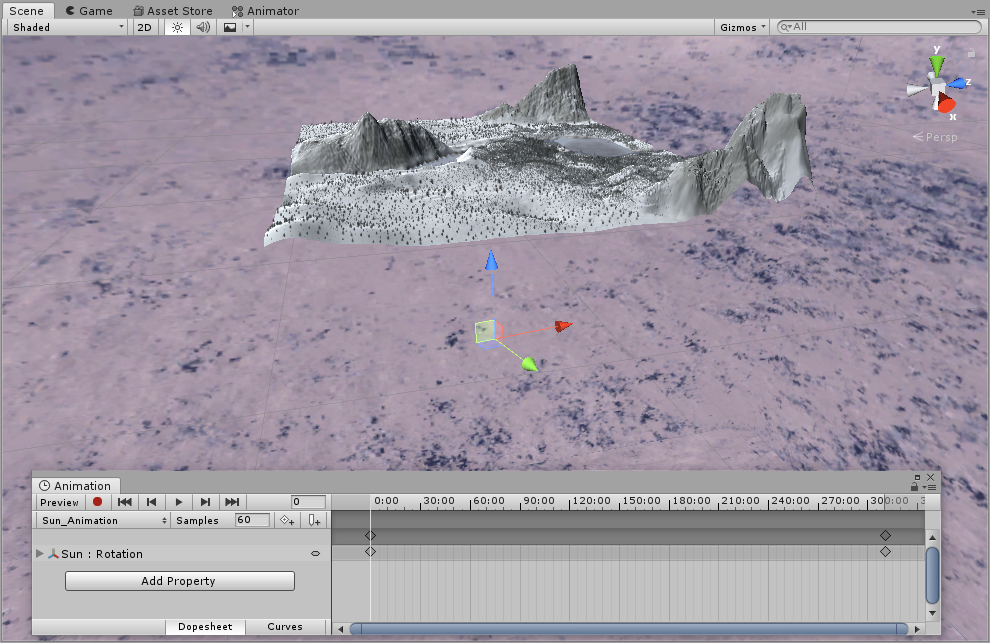 Scene Game Asset Store Animator
Shaded 2D Gizmos All
y
z
x
Persp
Animation
Preview 0 0:00 30:00 60:00 90:00 120:00 150:00 180:00 210:00 240:00 270:00 300:00 3
Sun_Animation Samples 60
Sun : Rotation
Add Property
Dopesheet Curves